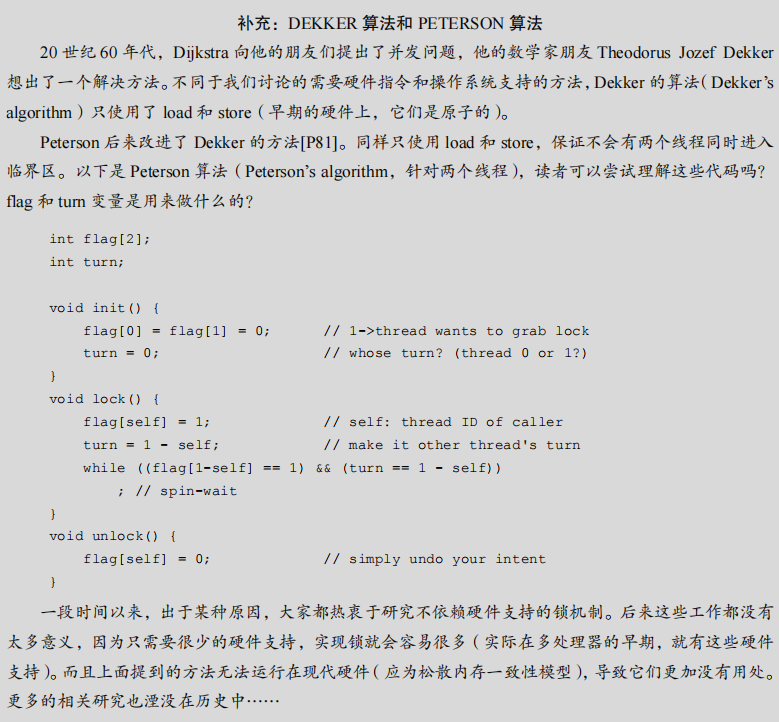 补充：DEKKER 算法和 PETERSON 算法
20 世纪 60 年代，Dijkstra 向他的朋友们提出了并发问题，他的数学家朋友 Theodorus Jozef Dekker
想出了一个解决方法。不同于我们讨论的需要硬件指令和操作系统支持的方法，Dekker 的算法（Dekker’s
algorithm）只使用了 load 和 store（早期的硬件上，它们是原子的）。
Peterson 后来改进了 Dekker 的方法[P81]。同样只使用 load 和 store，保证不会有两个线程同时进入
临界区。以下是 Peterson 算法（Peterson’s algorithm，针对两个线程），读者可以尝试理解这些代码吗？
flag 和 turn 变量是用来做什么的？
int flag[2];
int turn;
void init() {
flag[0] = flag[1] = 0; // 1->thread wants to grab lock
turn = 0; // whose turn? (thread 0 or 1?)
}
void lock() {
flag[self] = 1; // self: thread ID of caller
turn = 1 - self; // make it other thread's turn
while ((flag[1-self] == 1) && (turn == 1 - self))
; // spin-wait
}
void unlock() {
flag[self] = 0; // simply undo your intent
}
一段时间以来，出于某种原因，大家都热衷于研究不依赖硬件支持的锁机制。后来这些工作都没有
太多意义，因为只需要很少的硬件支持，实现锁就会容易很多（实际在多处理器的早期，就有这些硬件
支持）。而且上面提到的方法无法运行在现代硬件（应为松散内存一致性模型），导致它们更加没有用处。
更多的相关研究也湮没在历史中……